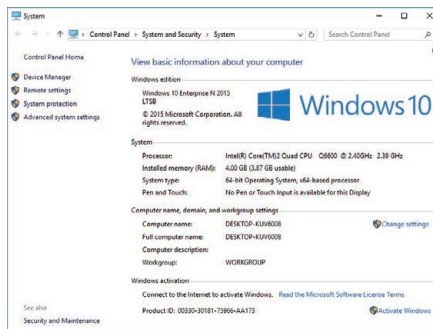 System
Control Panel > System and Security > System
Search Control Panel
Control Panel Home
Device Manager
Remote settings
System protection
Advanced system settings
See also
Security and Maintenance
View basic information about your computer
Windows edition
Windows 10 Enterprise N 2015
LTSB
© 2015 Microsoft Corporation. All
rights reserved.
Windows 10
System
Processor: Intel(R) Core(TM)2 Quad CPU Q6600 @ 2.40GHz 2.39 GHz
Installed memory (RAM): 4.00 GB (3.87 GB usable)
System type: 64-bit Operating System, x64-based processor
Pen and Touch: No Pen or Touch Input is available for this Display
Computer name, domain, and workgroup settings
Computer name: DESKTOP-KUV6008
Change settings
Full computer name: DESKTOP-KUV6008
Computer description:
Workgroup: WORKGROUP
Windows activation
Connect to the Internet to activate Windows. Read the Microsoft Software License Terms
Product ID: 00330-30181-75966-AA173
Activate Windows